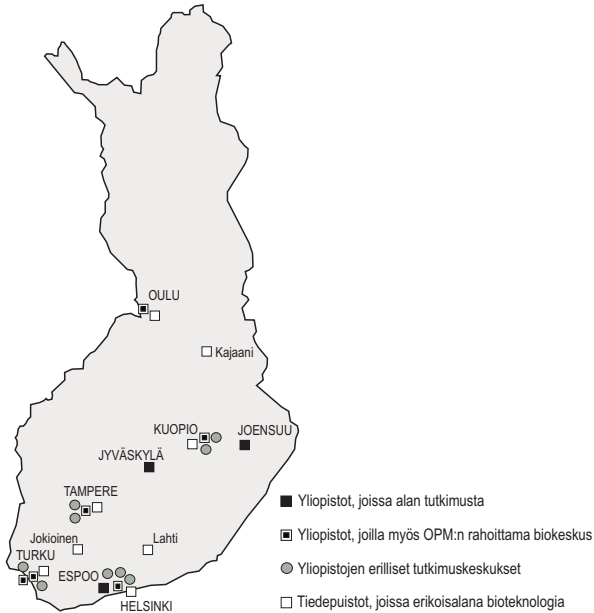 OULU
Kajaani
KUOPIO
JOENSUU
JYVÄSKYLÄ
TAMPERE
Jokioinen
Lahti
TURKU
ESPOO
HELSINKI
Yliopistot, joissa alan tutkimusta
Yliopistot, joilla myös OPM:n rahoittama biokeskus
Yliopistojen erilliset tutkimuskeskukset
Tiedepuistot, joissa erikoisalana bioteknologia